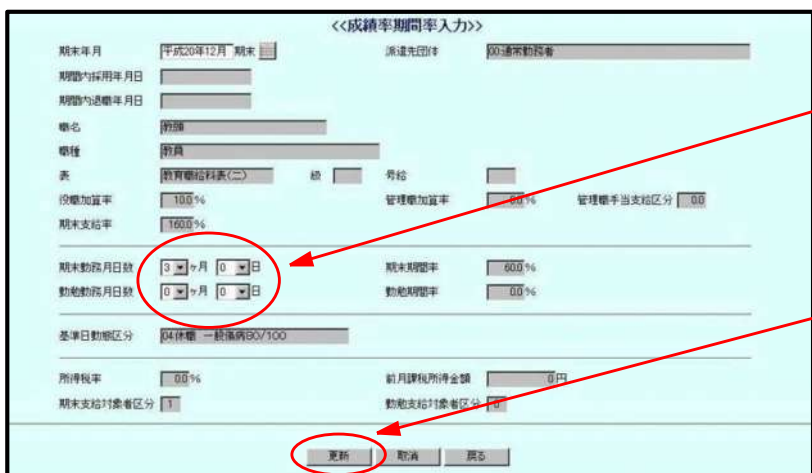 <<成績率期間率入力>>
期末年月 平成20年12月 期末 派遣先団体 00:通常勤務者
期間内採用年月日
期間内退職年月日
職名 教頭
職種 教員
表 教育職給料表(二) 級 号給
役職加算率 10.0 % 管理職加算率 0.0 % 管理職手当支給区分 0.0
期末支給率 160.0 %
期末勤務月日数 3 ヶ月 0 日 期末期間率 60.0 %
勤勉勤務月日数 0 ヶ月 0 日 勤勉期間率 0.0 %
基準日動態区分 04休職 一般傷病80/100
所得税率 0.0 % 前月課税所得金額 0 円
期末支給対象者区分 1 勤勉支給対象者区分 0
更新 取消 戻る